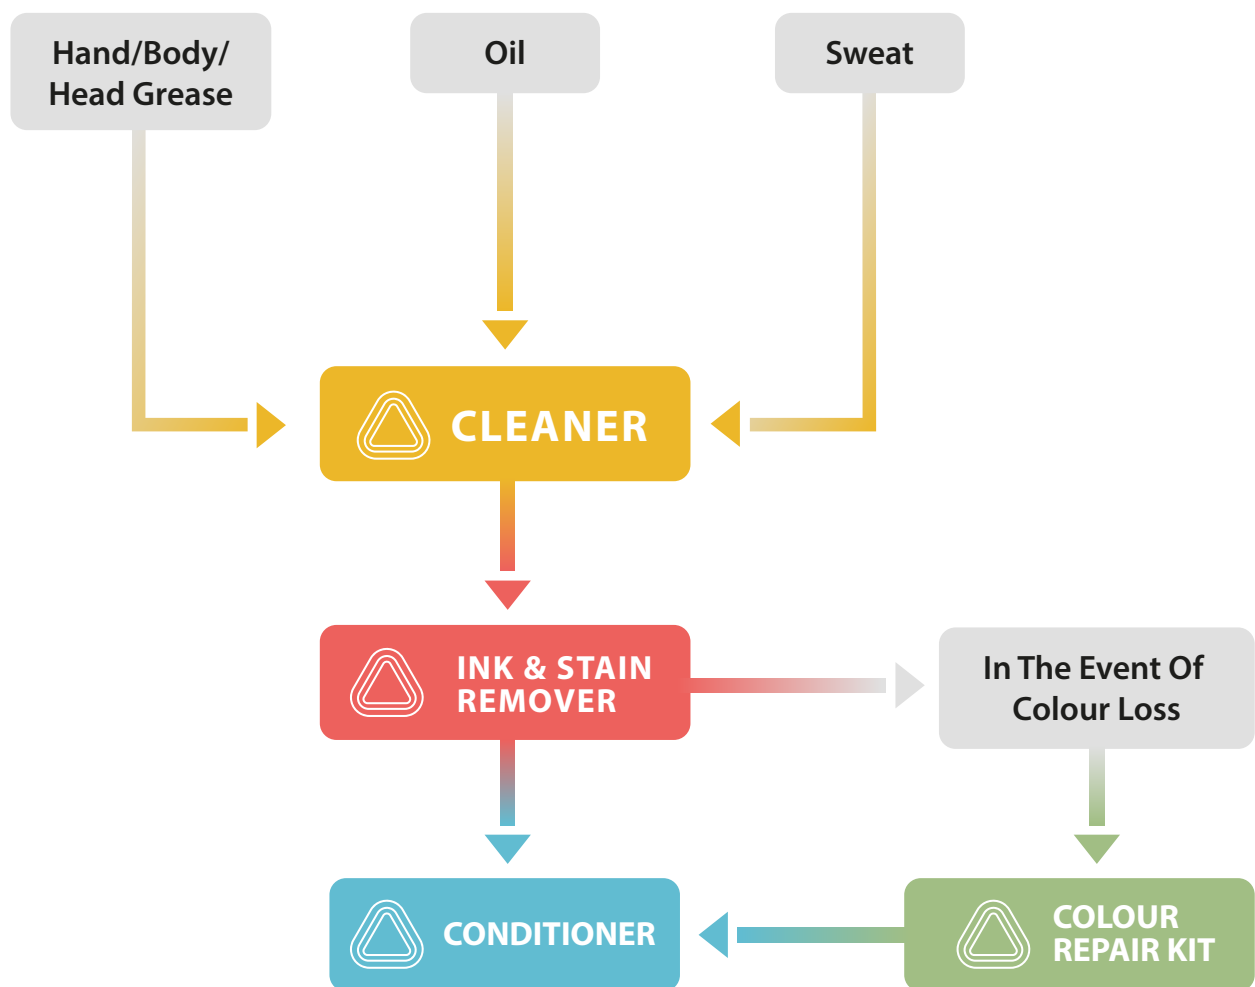 Hand/Body/
Head Grease
Oil
Sweat
CLEANER
INK & STAIN
REMOVER
In The Event Of
Colour Loss
CONDITIONER
COLOUR
REPAIR KIT